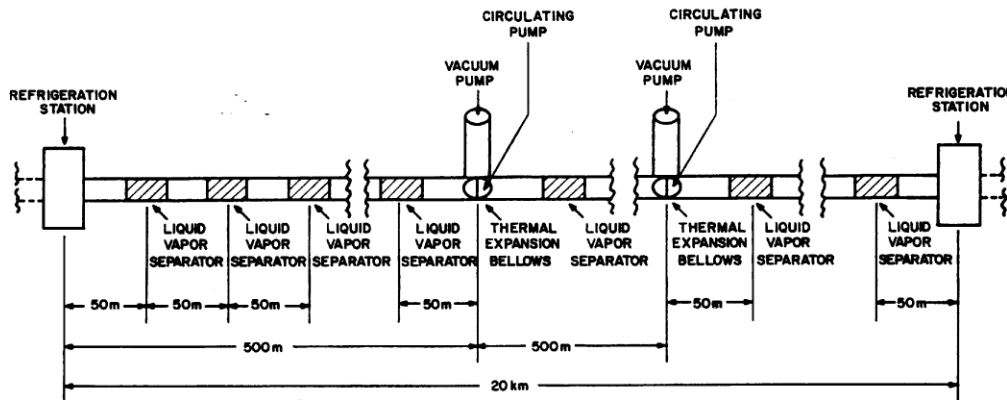 CIRCULATING
PUMP
CIRCULATING
PUMP
VACUUM
PUMP
VACUUM
PUMP
REFRIGERATION
STATION
REFRIGERATION
STATION
LIQUID
VAPOR
SEPARATOR
LIQUID
VAPOR
SEPARATOR
LIQUID
VAPOR
SEPARATOR
LIQUID
VAPOR
SEPARATOR
THERMAL
EXPANSION
BELLOWS
LIQUID
VAPOR
SEPARATOR
THERMAL
EXPANSION
BELLOWS
LIQUID
VAPOR
SEPARATOR
LIQUID
VAPOR
SEPARATOR
50m
50m
50m
50m
50m
50m
500m
500m
20km